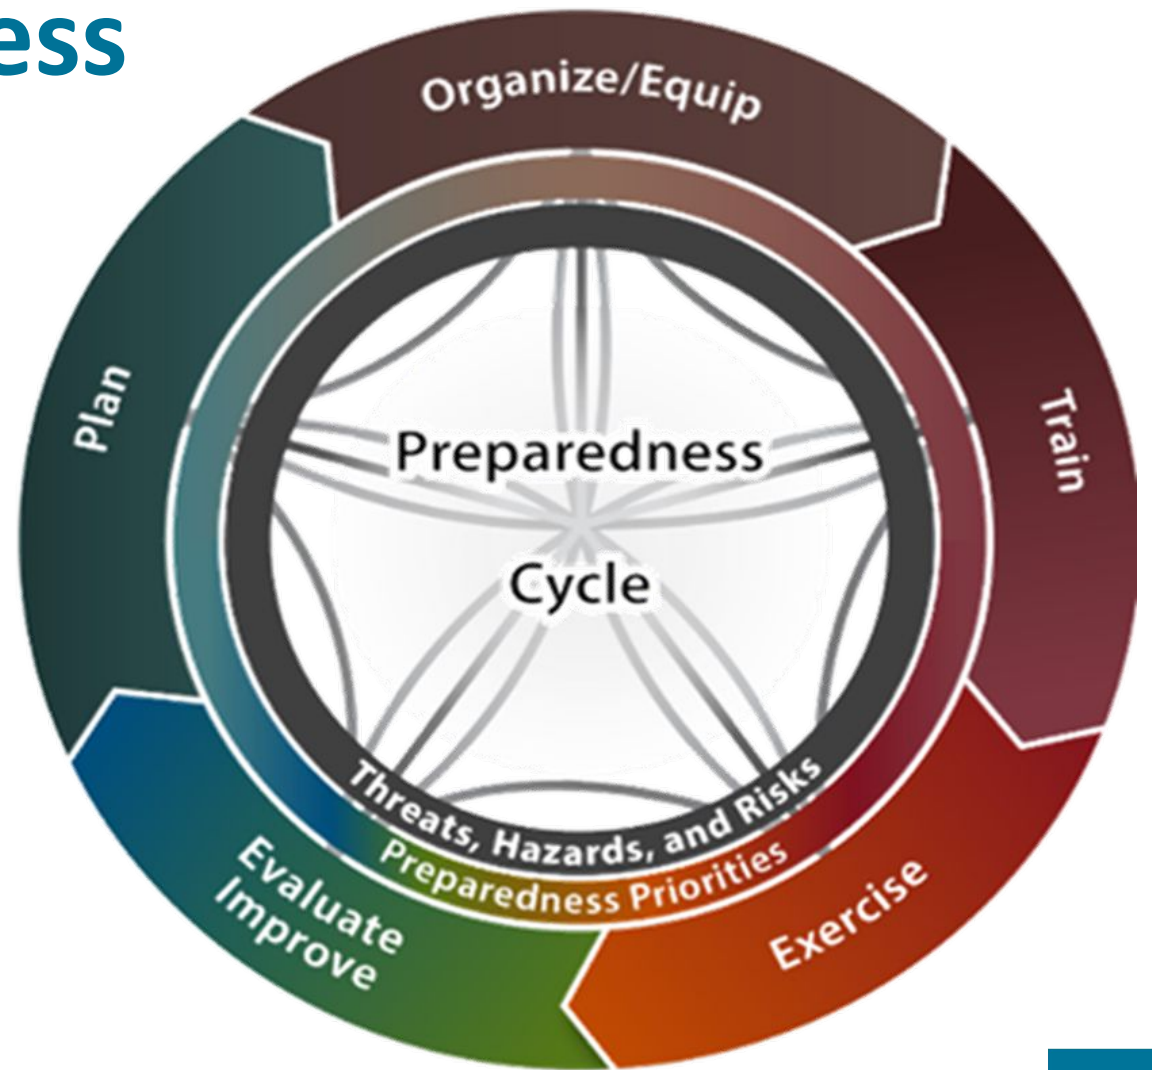 ess
Organize/Equip
Plan
Train
Preparedness
Cycle
Threats, Hazards, and Risks
Preparedness Priorities
Evaluate
Improve
Exercise